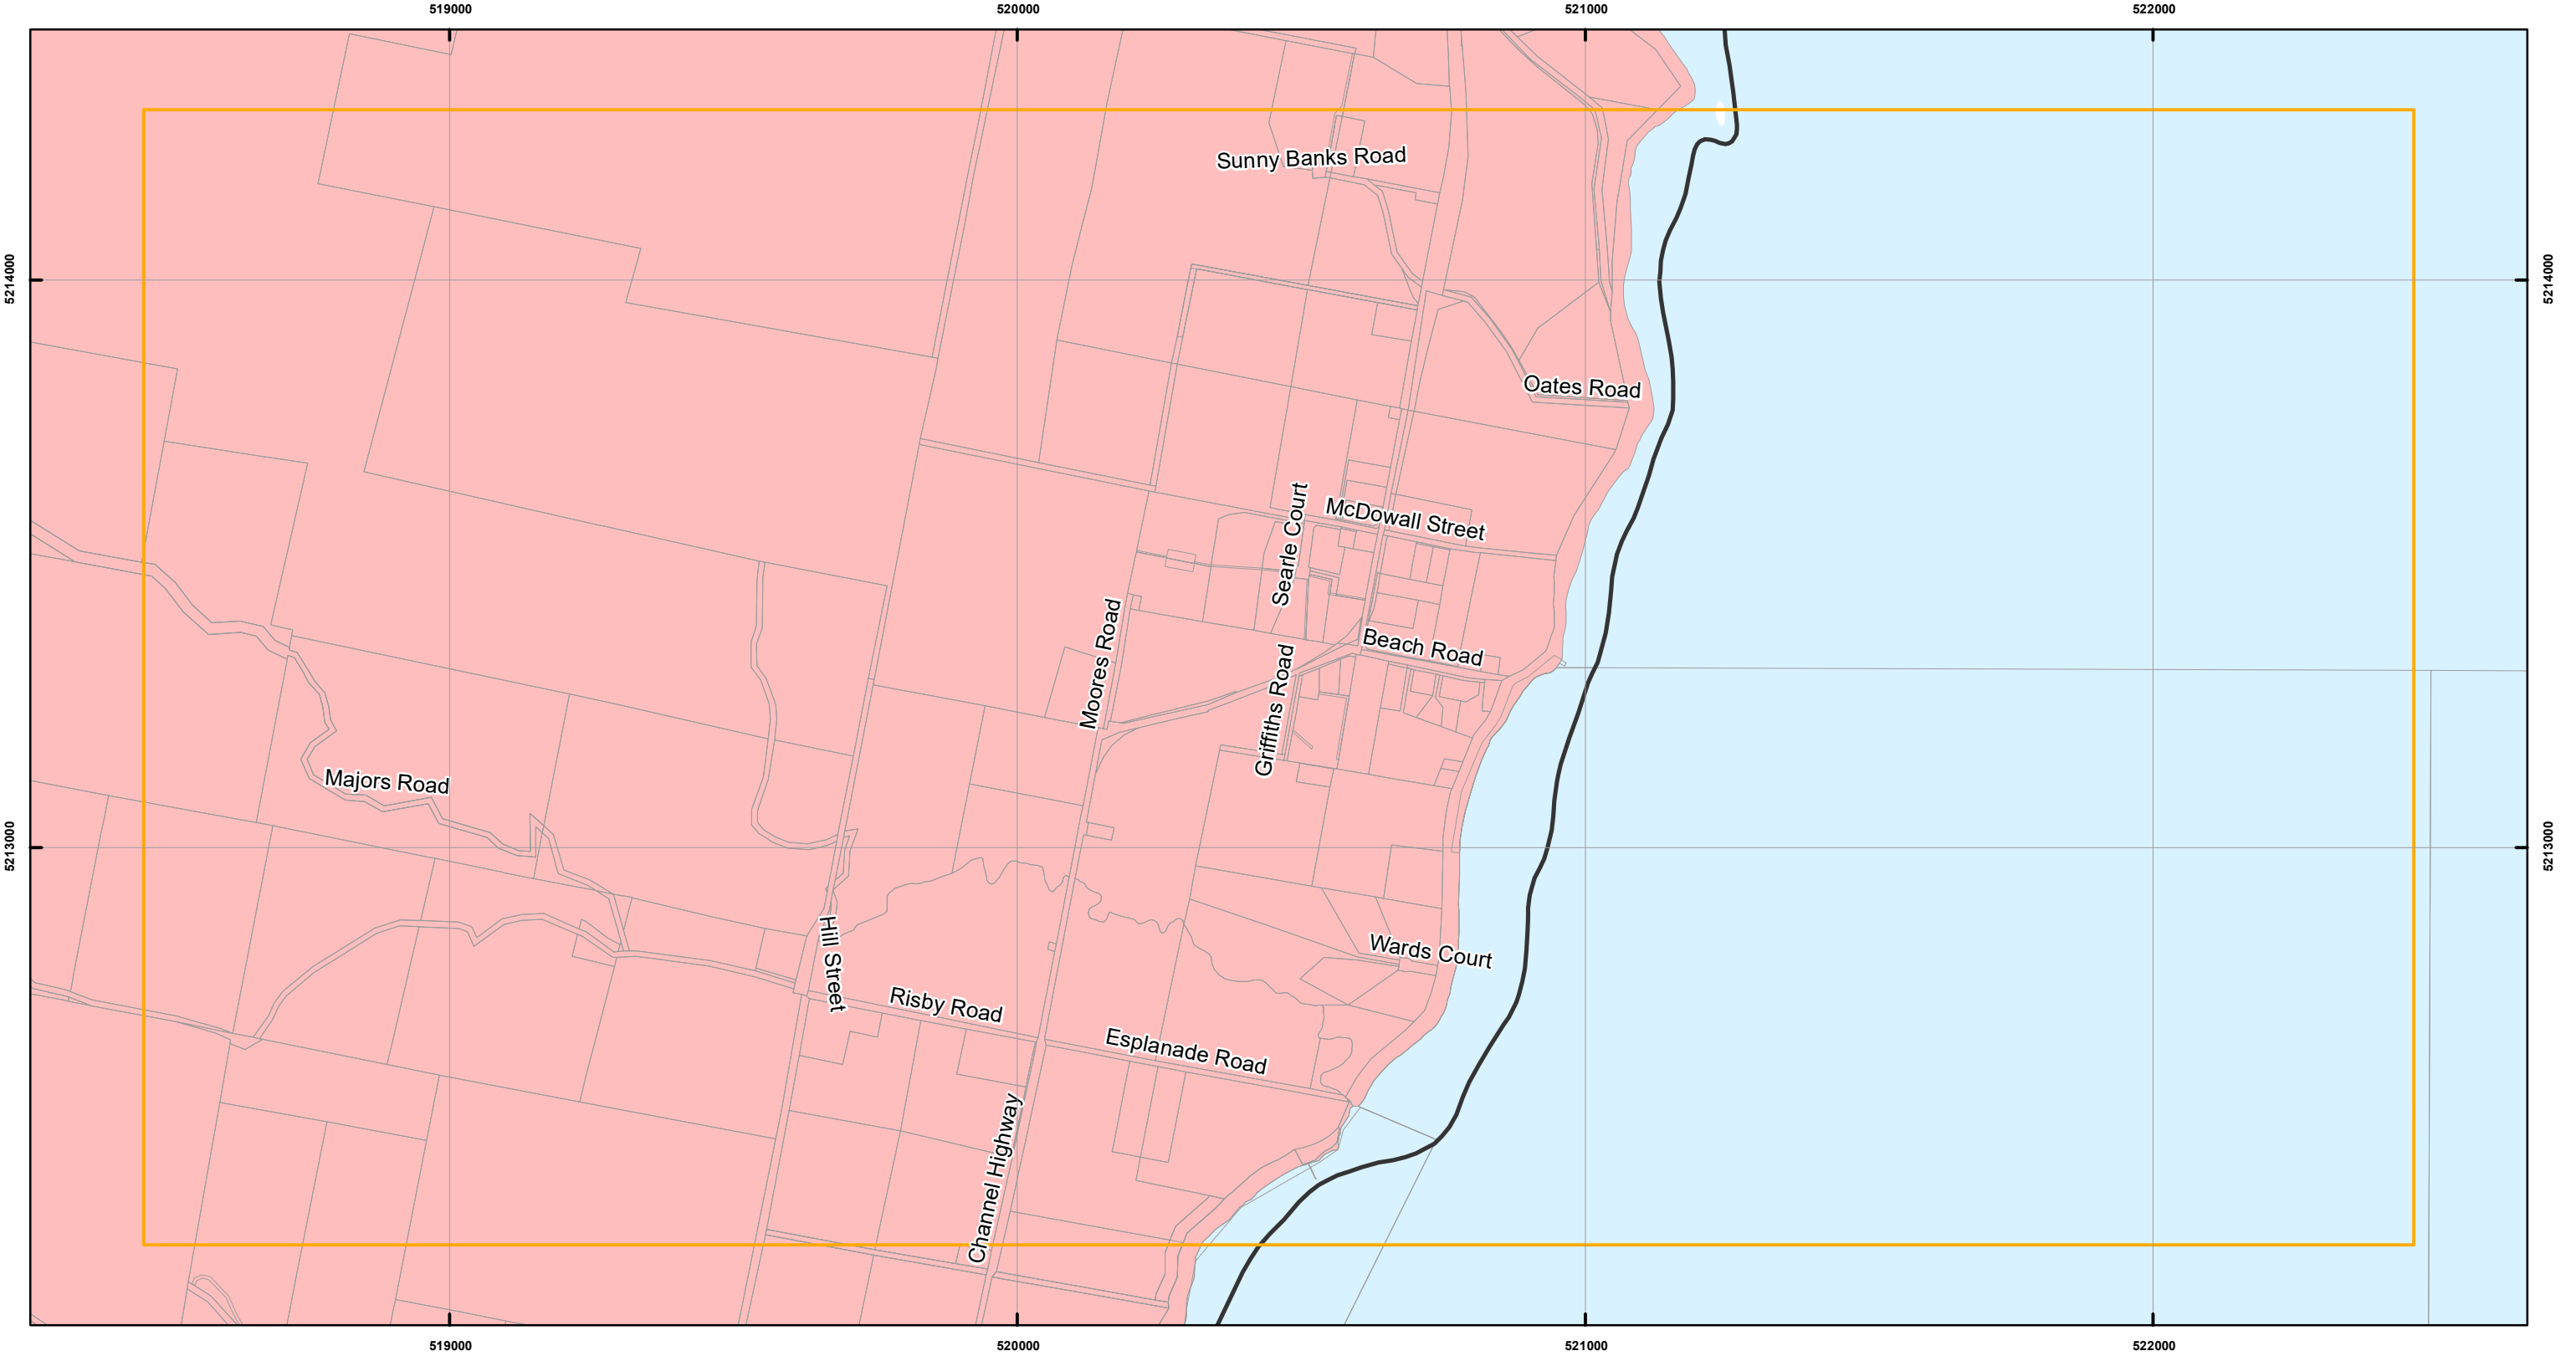 519000
520000
521000
522000
Sunny Banks Road
5214000
5214000
Oates Road
Searle Court
McDowall Street
Moores Road
Beach Road
Griffiths Road
Majors Road
5213000
5213000
Hill Street
Wards Court
Risby Road
Esplanade Road
Channel Highway
519000
520000
521000
522000